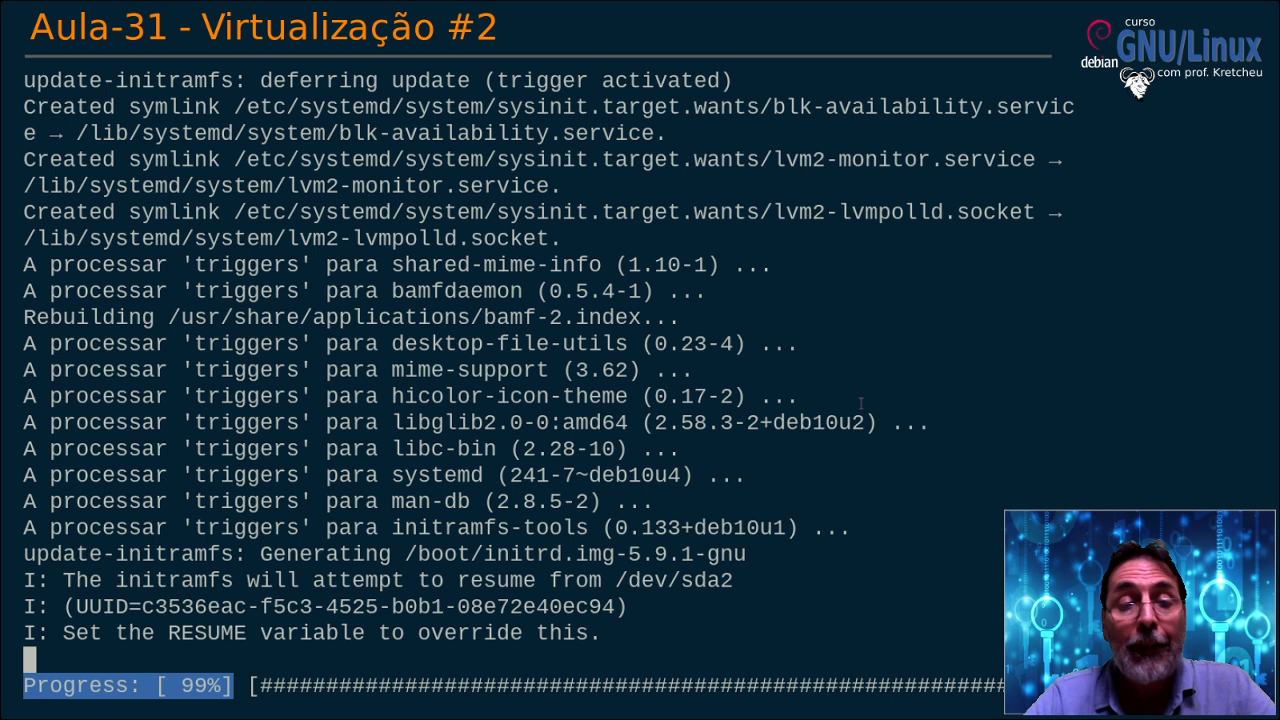 Aula-31 - Virtualização #2
curso
debian
GNU/Linux
com prof. Kretcheu
update-initramfs: deferring update (trigger activated)
Created symlink /etc/systemd/system/sysinit.target.wants/blk-availability.servic
e → /lib/systemd/system/blk-availability.service.
Created symlink /etc/systemd/system/sysinit.target.wants/lvm2-monitor.service →
/lib/systemd/system/lvm2-monitor.service.
Created symlink /etc/systemd/system/sysinit.target.wants/lvm2-lvmpolld.socket →
/lib/systemd/system/lvm2-lvmpolld.socket.
A processar 'triggers' para shared-mime-info (1.10-1) ...
A processar 'triggers' para bamfdaemon (0.5.4-1) ...
Rebuilding /usr/share/applications/bamf-2.index...
A processar 'triggers' para desktop-file-utils (0.23-4) ...
A processar 'triggers' para mime-support (3.62) ...
A processar 'triggers' para hicolor-icon-theme (0.17-2) ...
A processar 'triggers' para libglib2.0-0:amd64 (2.58.3-2+deb10u2) ...
A processar 'triggers' para libc-bin (2.28-10) ...
A processar 'triggers' para systemd (241-7~deb10u4) ...
A processar 'triggers' para man-db (2.8.5-2) ...
A processar 'triggers' para initramfs-tools (0.133+deb10u1) ...
update-initramfs: Generating /boot/initrd.img-5.9.1-gnu
I: The initramfs will attempt to resume from /dev/sda2
I: (UUID=c3536eac-f5c3-4525-b0b1-08e72e40ec94)
I: Set the RESUME variable to override this.
Progress: [ 99%] [#########################################################